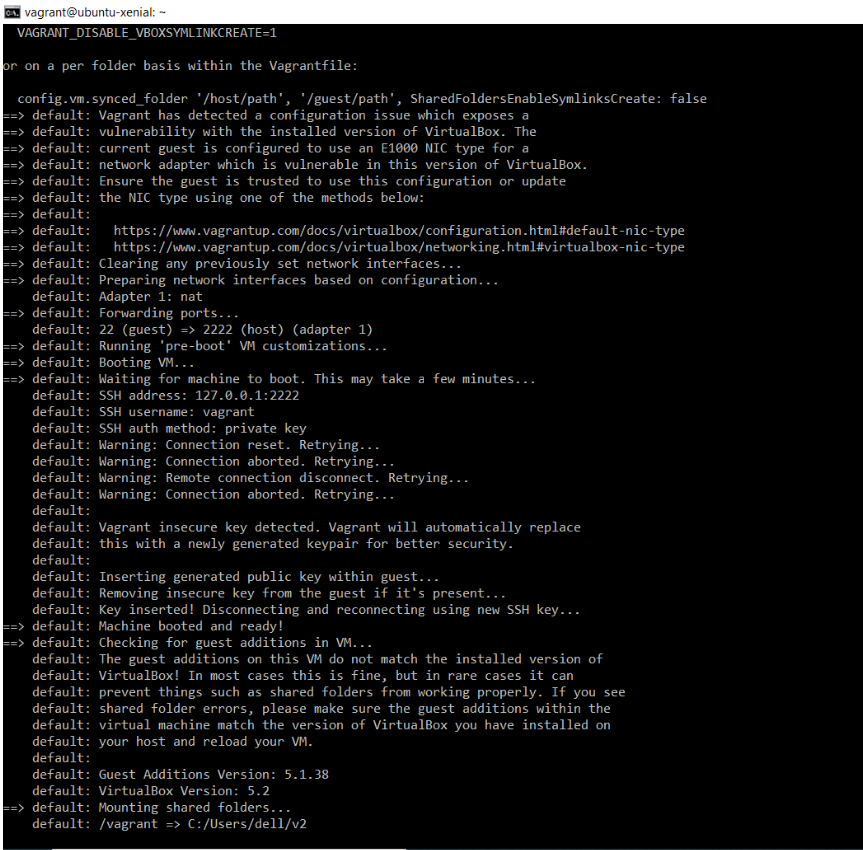 vagrant@ubuntu-xenial: ~
VAGRANT_DISABLE_VBOXSYMLINKCREATE=1
or on a per folder basis within the Vagrantfile:
config.vm.synced_folder '/host/path', '/guest/path', SharedFoldersEnableSymlinksCreate: false
==> default: Vagrant has detected a configuration issue which exposes a
==> default: vulnerability with the installed version of VirtualBox. The
==> default: current guest is configured to use an E1000 NIC type for a
==> default: network adapter which is vulnerable in this version of VirtualBox.
==> default: Ensure the guest is trusted to use this configuration or update
==> default: the NIC type using one of the methods below:
==> default:
==> default:   https://www.vagrantup.com/docs/virtualbox/configuration.html#default-nic-type
==> default:   https://www.vagrantup.com/docs/virtualbox/networking.html#virtualbox-nic-type
==> default: Clearing any previously set network interfaces...
==> default: Preparing network interfaces based on configuration...
default: Adapter 1: nat
==> default: Forwarding ports...
default: 22 (guest) => 2222 (host) (adapter 1)
==> default: Running 'pre-boot' VM customizations...
==> default: Booting VM...
==> default: Waiting for machine to boot. This may take a few minutes...
default: SSH address: 127.0.0.1:2222
default: SSH username: vagrant
default: SSH auth method: private key
default: Warning: Connection reset. Retrying...
default: Warning: Connection aborted. Retrying...
default: Warning: Remote connection disconnect. Retrying...
default: Warning: Connection aborted. Retrying...
default:
default: Vagrant insecure key detected. Vagrant will automatically replace
default: this with a newly generated keypair for better security.
default:
default: Inserting generated public key within guest...
default: Removing insecure key from the guest if it's present...
default: Key inserted! Disconnecting and reconnecting using new SSH key...
==> default: Machine booted and ready!
==> default: Checking for guest additions in VM...
default: The guest additions on this VM do not match the installed version of
default: VirtualBox! In most cases this is fine, but in rare cases it can
default: prevent things such as shared folders from working properly. If you see
default: shared folder errors, please make sure the guest additions within the
default: virtual machine match the version of VirtualBox you have installed on
default: your host and reload your VM.
default:
default: Guest Additions Version: 5.1.38
default: VirtualBox Version: 5.2
==> default: Mounting shared folders...
default: /vagrant => C:/Users/dell/v2